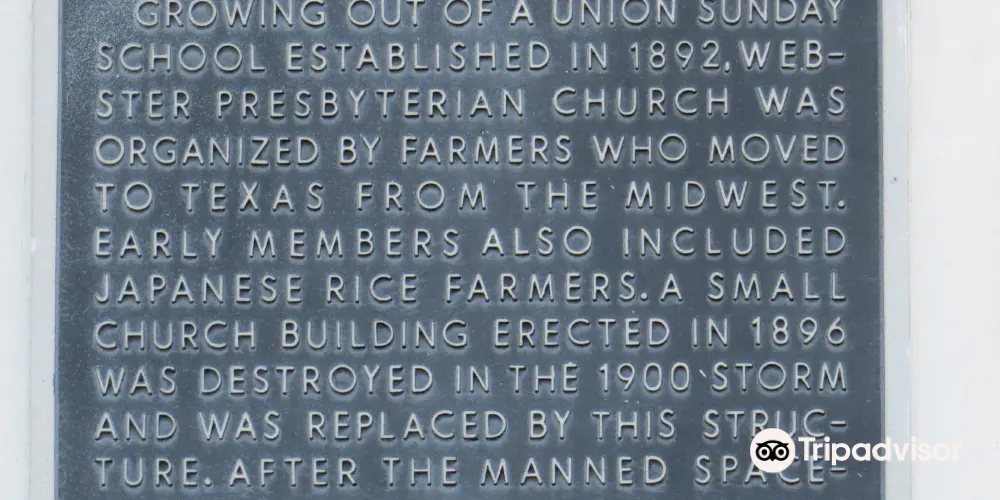 GROWING OUT OF A UNION SUNDAY
SCHOOL ESTABLISHED IN 1892, WEB-
STER PRESBYTERIAN CHURCH WAS
ORGANIZED BY FARMERS WHO MOVED
TO TEXAS FROM THE MIDWEST.
EARLY MEMBERS ALSO INCLUDED
JAPANESE RICE FARMERS. A SMALL
CHURCH BUILDING ERECTED IN 1896
WAS DESTROYED IN THE 1900 STORM
AND WAS REPLACED BY THIS STRUC-
TURE. AFTER THE MANNED SPACE-
Tripadvisor